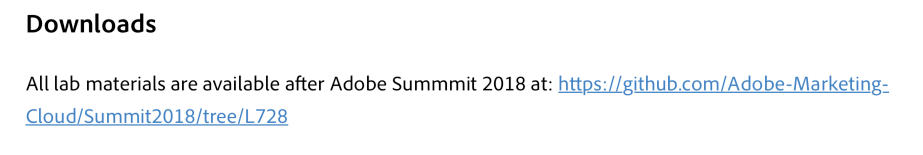 Downloads
All lab materials are available after Adobe Summmit 2018 at: https://github.com/Adobe-Marketing-
Cloud/Summit2018/tree/L728